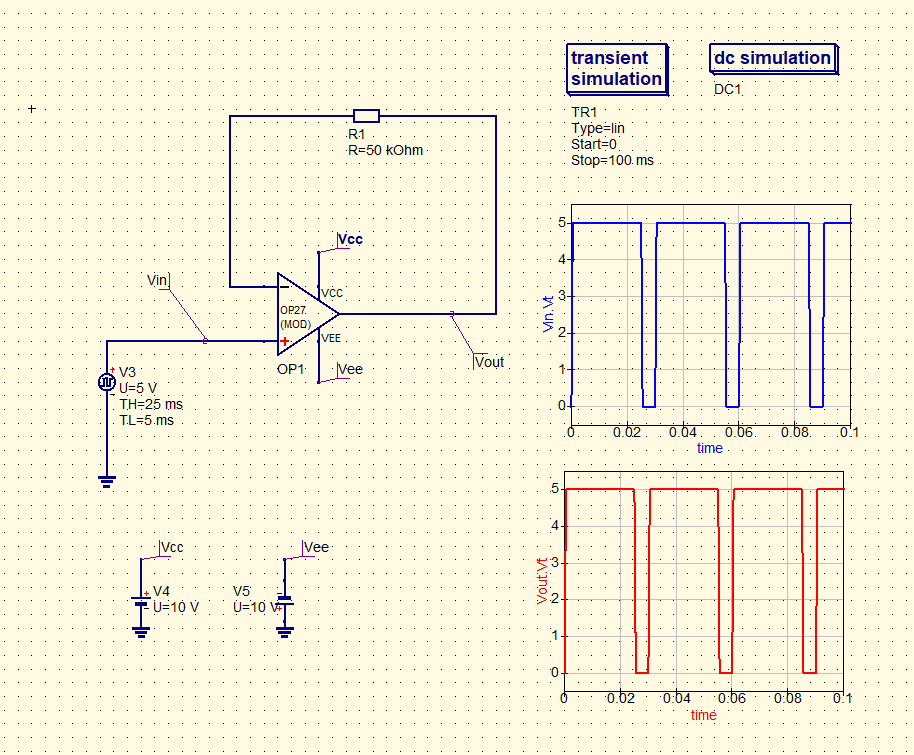 transient
simulation
dc simulation
DC1
TR1
Type=lin
Start=0
Stop=100 ms
R1
R=50 kOhm
Vcc
Vin
VCC
OP27
(MOD)
VEE
OP1
Vee
Vout
V3
U=5 V
TH=25 ms
TL=5 ms
5
4
3
2
1
0
Vin.Vt
0
0.02
0.04
0.06
0.08
0.1
time
Vcc
V4
U=10 V
Vee
V5
U=10 V
5
4
3
2
1
0
Vout.Vt
0
0.02
0.04
0.06
0.08
0.1
time